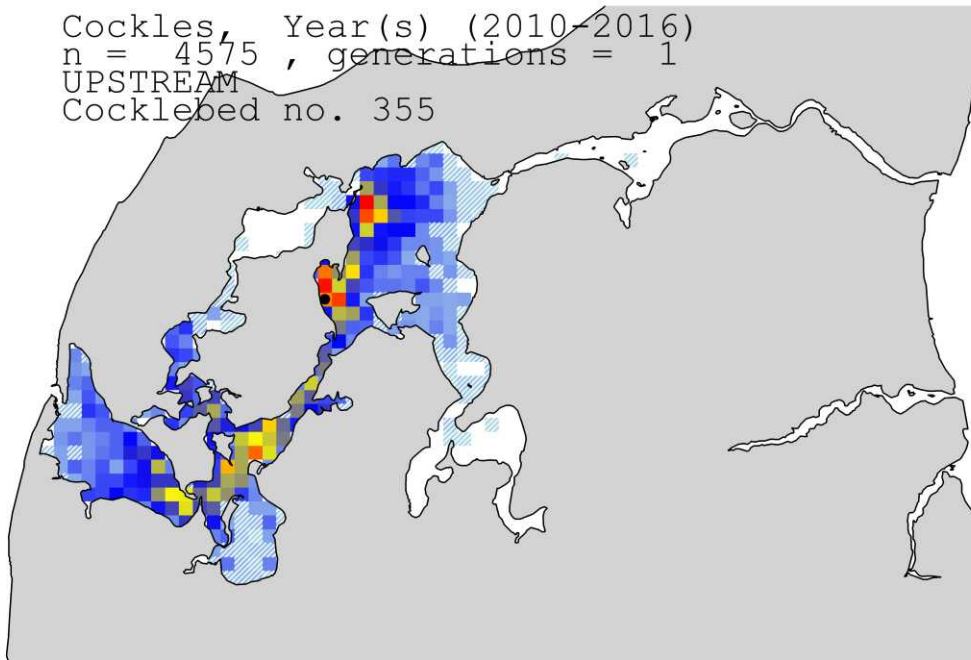 Cockles, Year(s) (2010-2016)
n = 4575 , generations = 1
UPSTREAM
Cocklebed no. 355